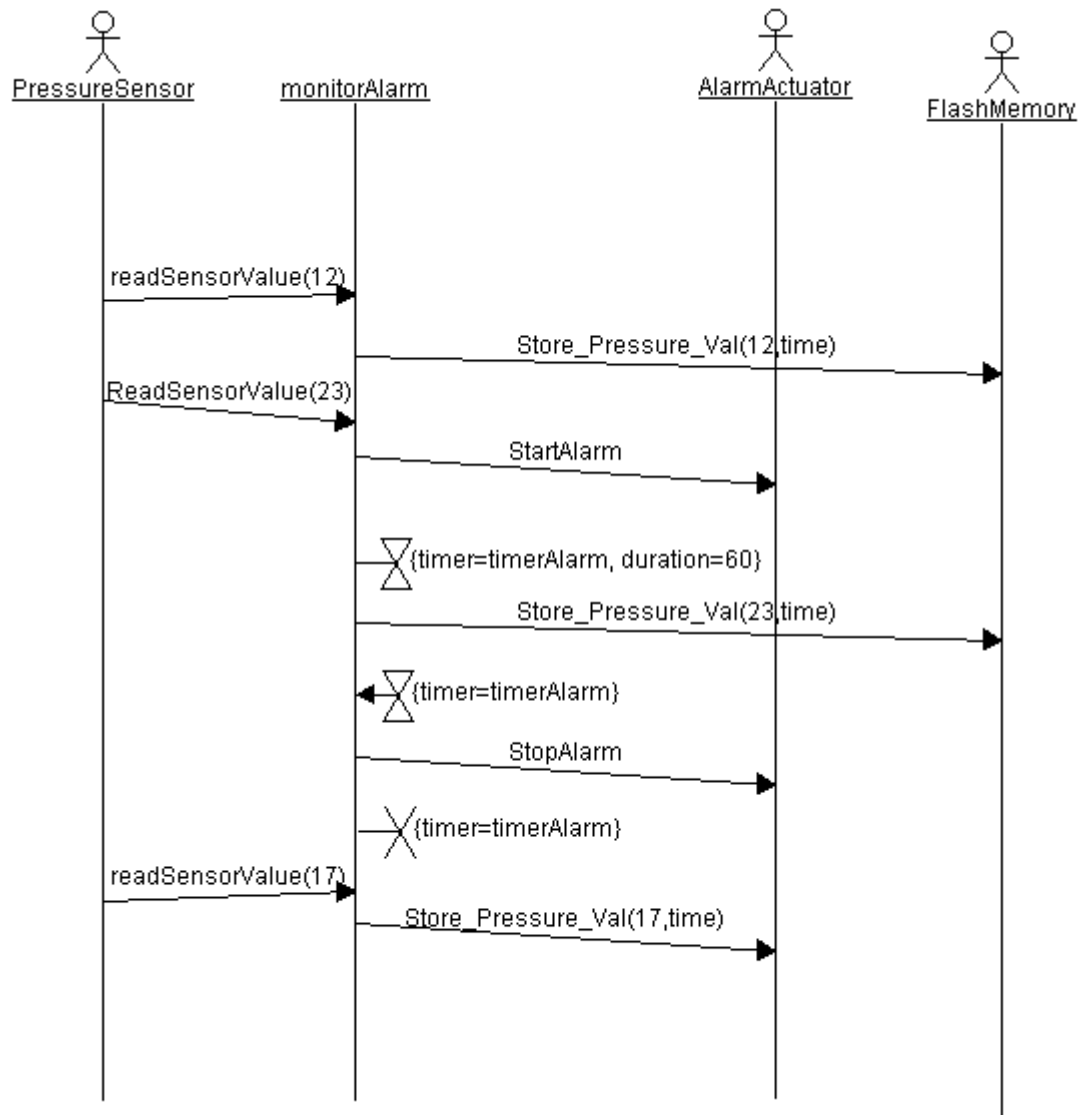 PressureSensor
monitorAlarm
AlarmActuator
FlashMemory
readSensorValue(12)
Store_Pressure_Val(12,time)
ReadSensorValue(23)
StartAlarm
{timer=timerAlarm, duration=60}
Store_Pressure_Val(23,time)
{timer=timerAlarm}
StopAlarm
{timer=timerAlarm}
readSensorValue(17)
Store_Pressure_Val(17,time)